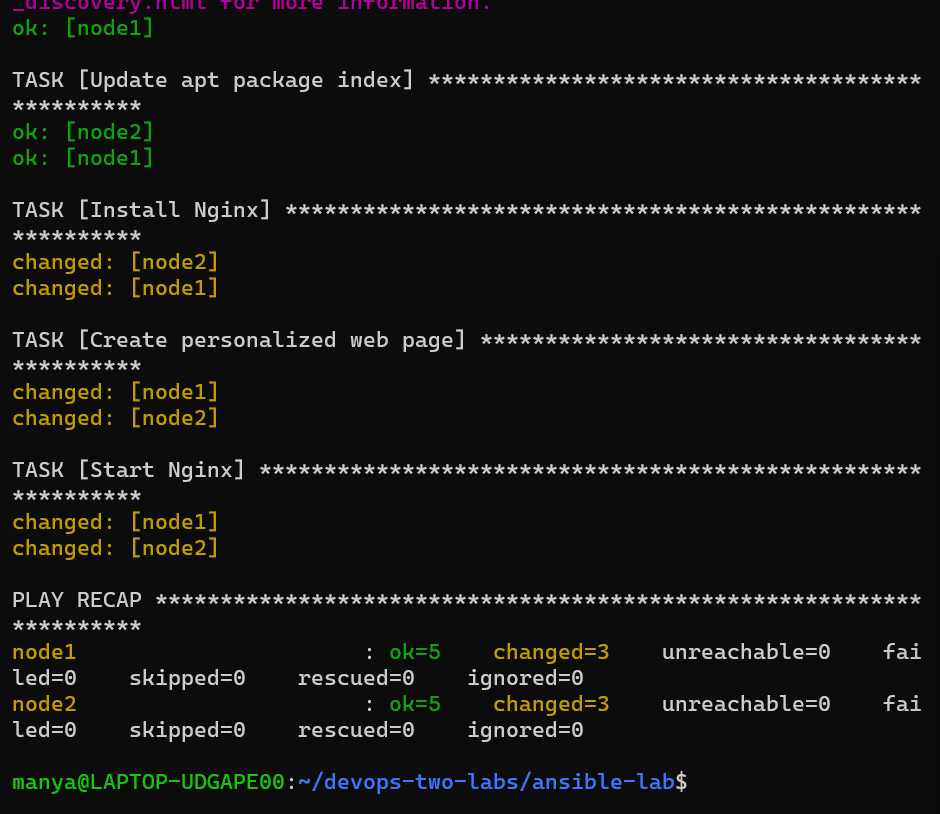 _discovery.html for more information.
ok: [node1]
TASK [Update apt package index] **************************************
**********
ok: [node2]
ok: [node1]
TASK [Install Nginx] *************************************************
**********
changed: [node2]
changed: [node1]
TASK [Create personalized web page] **********************************
**********
changed: [node1]
changed: [node2]
TASK [Start Nginx] ***************************************************
**********
changed: [node1]
changed: [node2]
PLAY RECAP ***********************************************************
**********
node1                      : ok=5    changed=3    unreachable=0    fai
led=0    skipped=0    rescued=0    ignored=0
node2                      : ok=5    changed=3    unreachable=0    fai
led=0    skipped=0    rescued=0    ignored=0
manya@LAPTOP-UDGAPE00:~/devops-two-labs/ansible-lab$